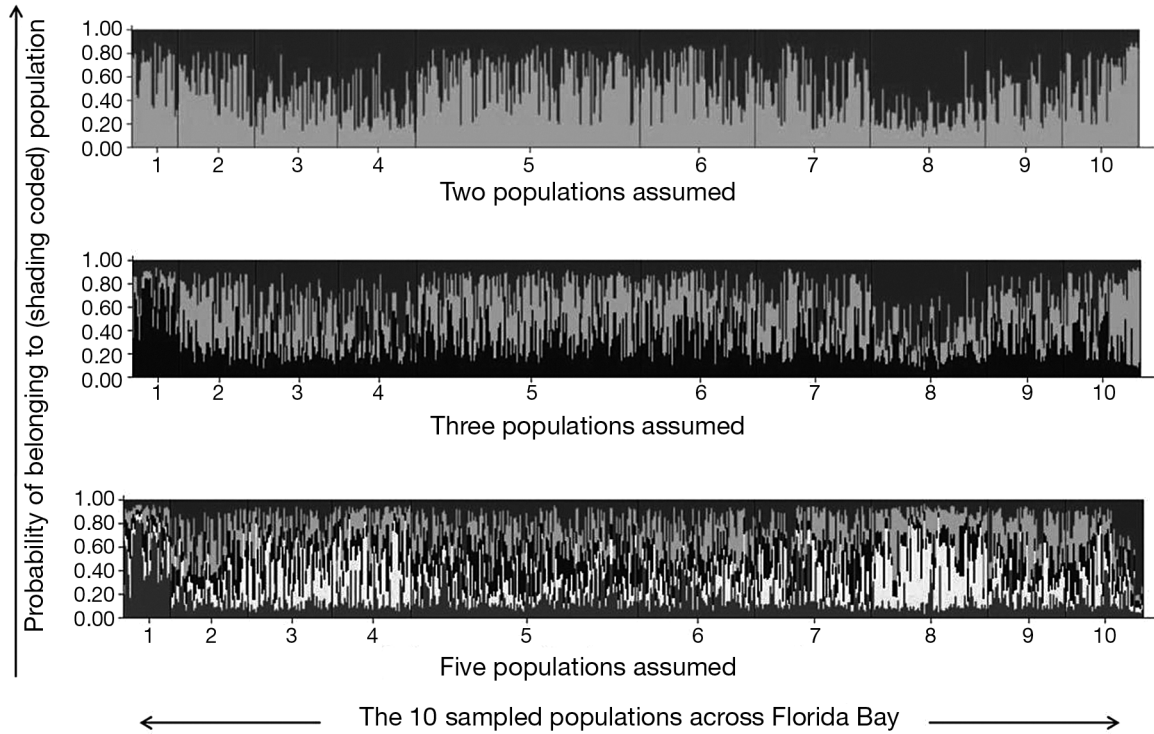 Probability of belonging to (shading coded) population
1.00
0.80
0.60
0.40
0.20
0.00
1 2 3 4 5 6 7 8 9 10
Two populations assumed
1.00
0.80
0.60
0.40
0.20
0.00
1 2 3 4 5 6 7 8 9 10
Three populations assumed
1.00
0.80
0.60
0.40
0.20
0.00
1 2 3 4 5 6 7 8 9 10
Five populations assumed
The 10 sampled populations across Florida Bay